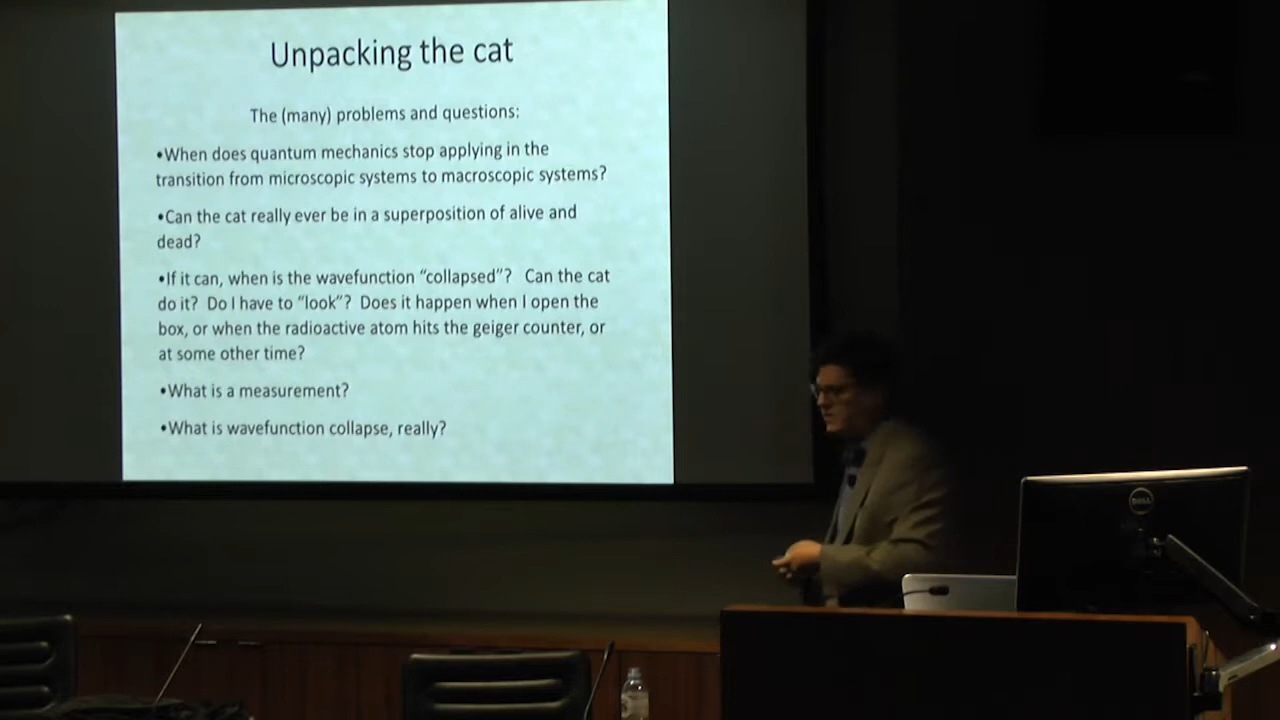 Unpacking the cat
The (many) problems and questions:
•When does quantum mechanics stop applying in the
transition from microscopic systems to macroscopic systems?
•Can the cat really ever be in a superposition of alive and
dead?
•If it can, when is the wavefunction “collapsed”? Can the cat
do it? Do I have to “look”? Does it happen when I open the
box, or when the radioactive atom hits the geiger counter, or
at some other time?
•What is a measurement?
•What is wavefunction collapse, really?
DELL